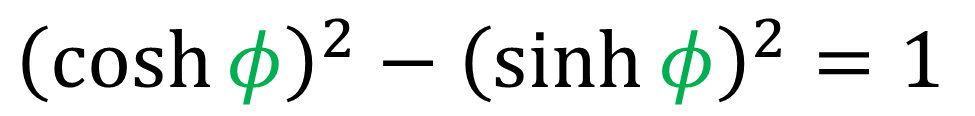 (cosh ϕ)² − (sinh ϕ)² = 1